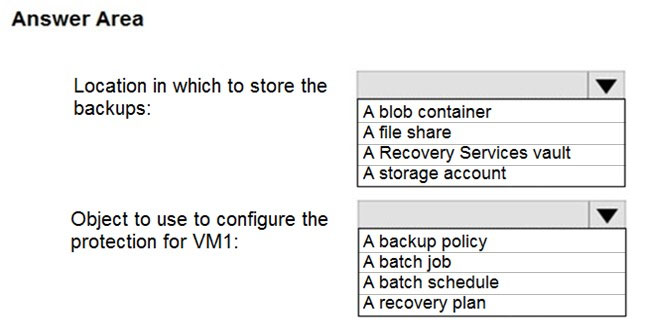 Answer Area
Location in which to store the
backups:
A blob container
A file share
A Recovery Services vault
A storage account
Object to use to configure the
protection for VM1:
A backup policy
A batch job
A batch schedule
A recovery plan